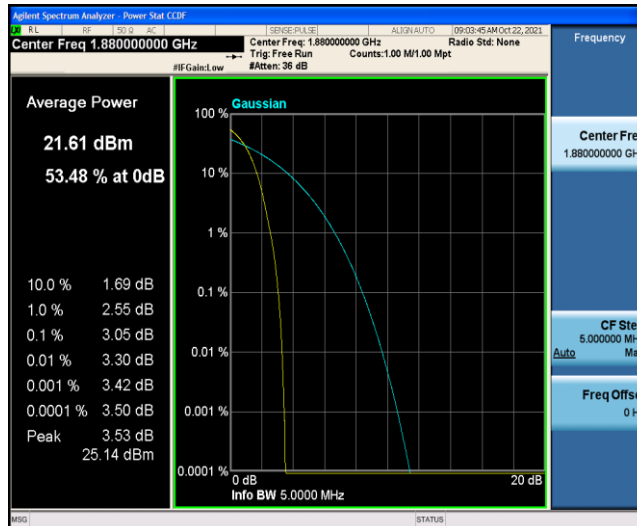 Agilent Spectrum Analyzer - Power Stat CCDF
RL RF 50 Ω AC SENSE:PULSE ALIGN AUTO 09:03:45 AM Oct 22, 2021
Center Freq 1.880000000 GHz
Center Freq: 1.880000000 GHz Radio Std: None
Trig: Free Run Counts:1.00 M/1.00 Mpt
#IFGain:Low #Atten: 36 dB
Frequency
Average Power
21.61 dBm
53.48 % at 0dB
10.0 % 1.69 dB
1.0 % 2.55 dB
0.1 % 3.05 dB
0.01 % 3.30 dB
0.001 % 3.42 dB
0.0001 % 3.50 dB
Peak 3.53 dB
25.14 dBm
Gaussian
100 %
10 %
1 %
0.1 %
0.01 %
0.001 %
0.0001 %
0 dB 20 dB
Info BW 5.0000 MHz
Center Fre
1.880000000 GH
CF Ste
5.000000 MH
Auto Ma
Freq Offse
0 H
MSG STATUS